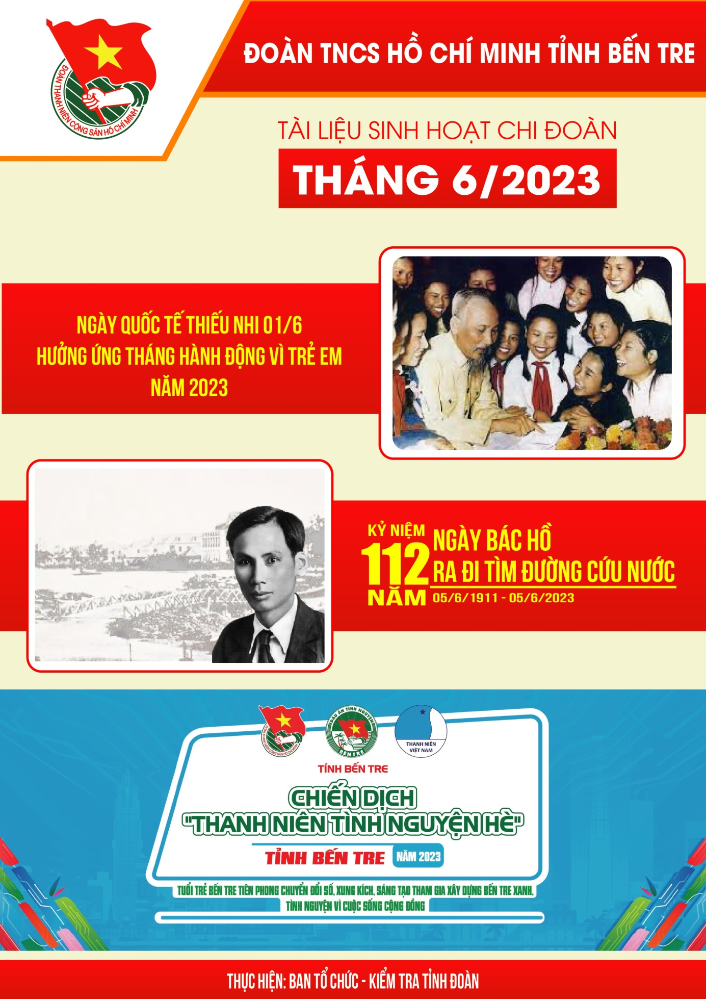 ĐOÀN THANH NIÊN CỘNG SẢN HỒ CHÍ MINH
ĐOÀN TNCS HỒ CHÍ MINH TỈNH BẾN TRE
TÀI LIỆU SINH HOẠT CHI ĐOÀN
THÁNG 6/2023
NGÀY QUỐC TẾ THIẾU NHI 01/6
HƯỞNG ỨNG THÁNG HÀNH ĐỘNG VÌ TRẺ EM
NĂM 2023
KỶ NIỆM
112
NĂM
NGÀY BÁC HỒ
RA ĐI TÌM ĐƯỜNG CỨU NƯỚC
05/6/1911 - 05/6/2023
ĐOÀN THANH NIÊN CỘNG SẢN HỒ CHÍ MINH
DẤU ẤN TÌNH NGUYỆN
BẾN TRE
THANH NIÊN
VIỆT NAM
TỈNH BẾN TRE
CHIẾN DỊCH
"THANH NIÊN TÌNH NGUYỆN HÈ"
TỈNH BẾN TRE NĂM 2023
TUỔI TRẺ BẾN TRE TIÊN PHONG CHUYỂN ĐỔI SỐ, XUNG KÍCH, SÁNG TẠO THAM GIA XÂY DỰNG BẾN TRE XANH,
TÌNH NGUYỆN VÌ CUỘC SỐNG CỘNG ĐỒNG
THỰC HIỆN: BAN TỔ CHỨC - KIỂM TRA TỈNH ĐOÀN